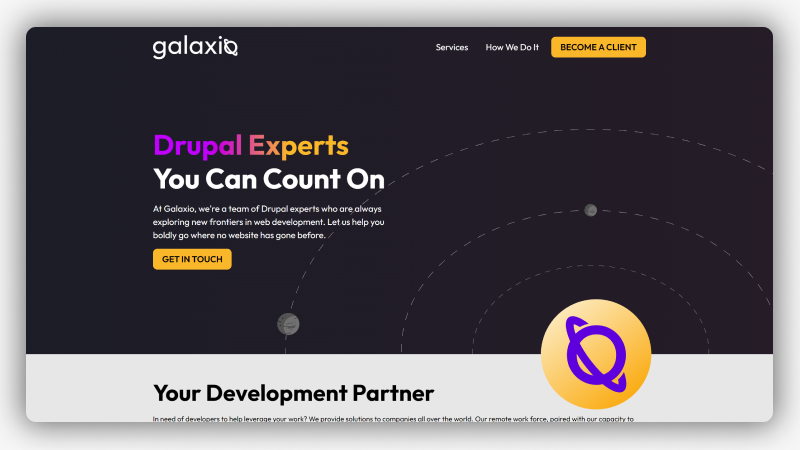 galaxio
Services How We Do It BECOME A CLIENT
Drupal Experts
You Can Count On
At Galaxio, we're a team of Drupal experts who are always
exploring new frontiers in web development. Let us help you
boldly go where no website has gone before.
GET IN TOUCH
Your Development Partner
In need of developers to help leverage your work? We provide solutions to companies all over the world. Our remote work force, paired with our capacity to